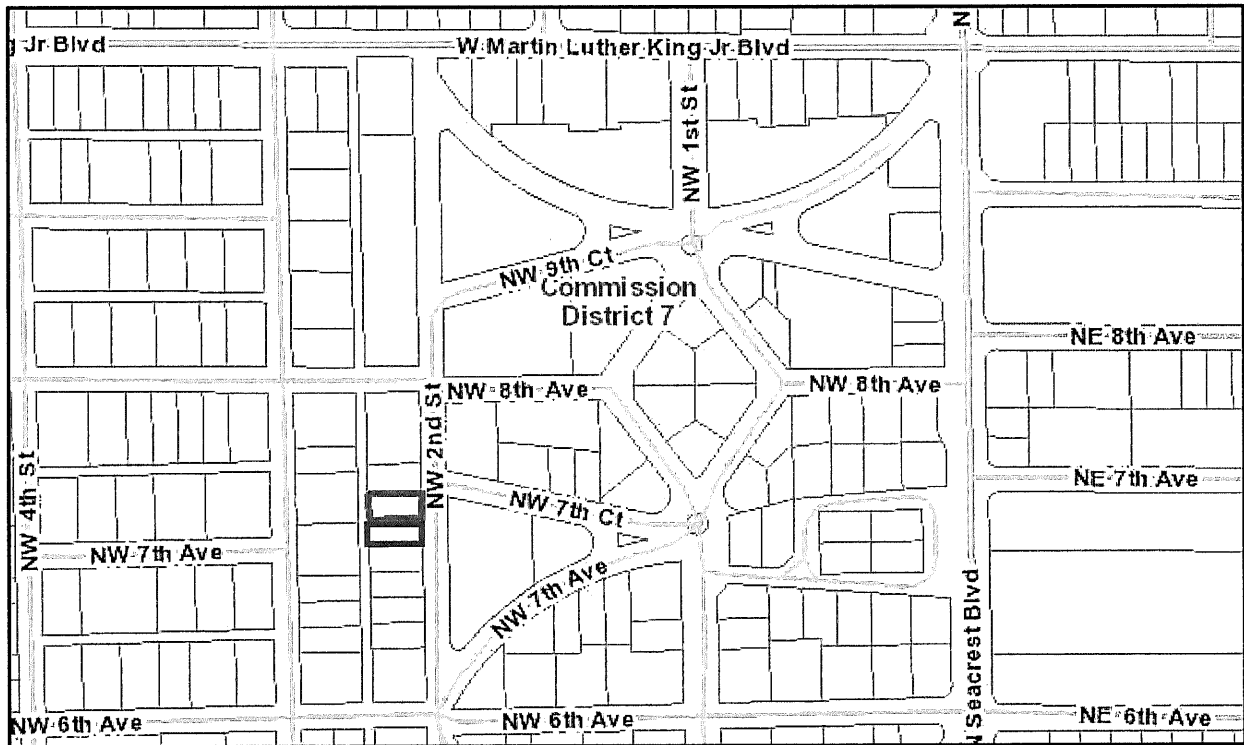 Jr Blvd
W Martin Luther King Jr Blvd
N
NW 1st St
NW 9th Ct
Commission
District 7
NE 8th Ave
NW 8th Ave
NW 8th Ave
NW 2nd St
NW 4th St
NE 7th Ave
NW 7th Ct
NW 7th Ave
NW 7th Ave
N Seacrest Blvd
NW 6th Ave
NW 6th Ave
NE 6th Ave